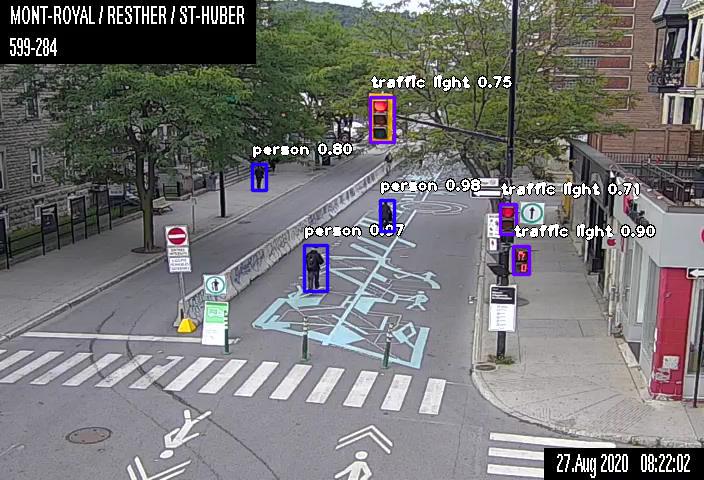 MONT-ROYAL / RESTHER / ST-HUBER
599-284
traffic light 0.75
person 0.80
person 0.98
traffic light 0.71
person 0.97
traffic light 0.90
27.Aug 2020 08:22:02